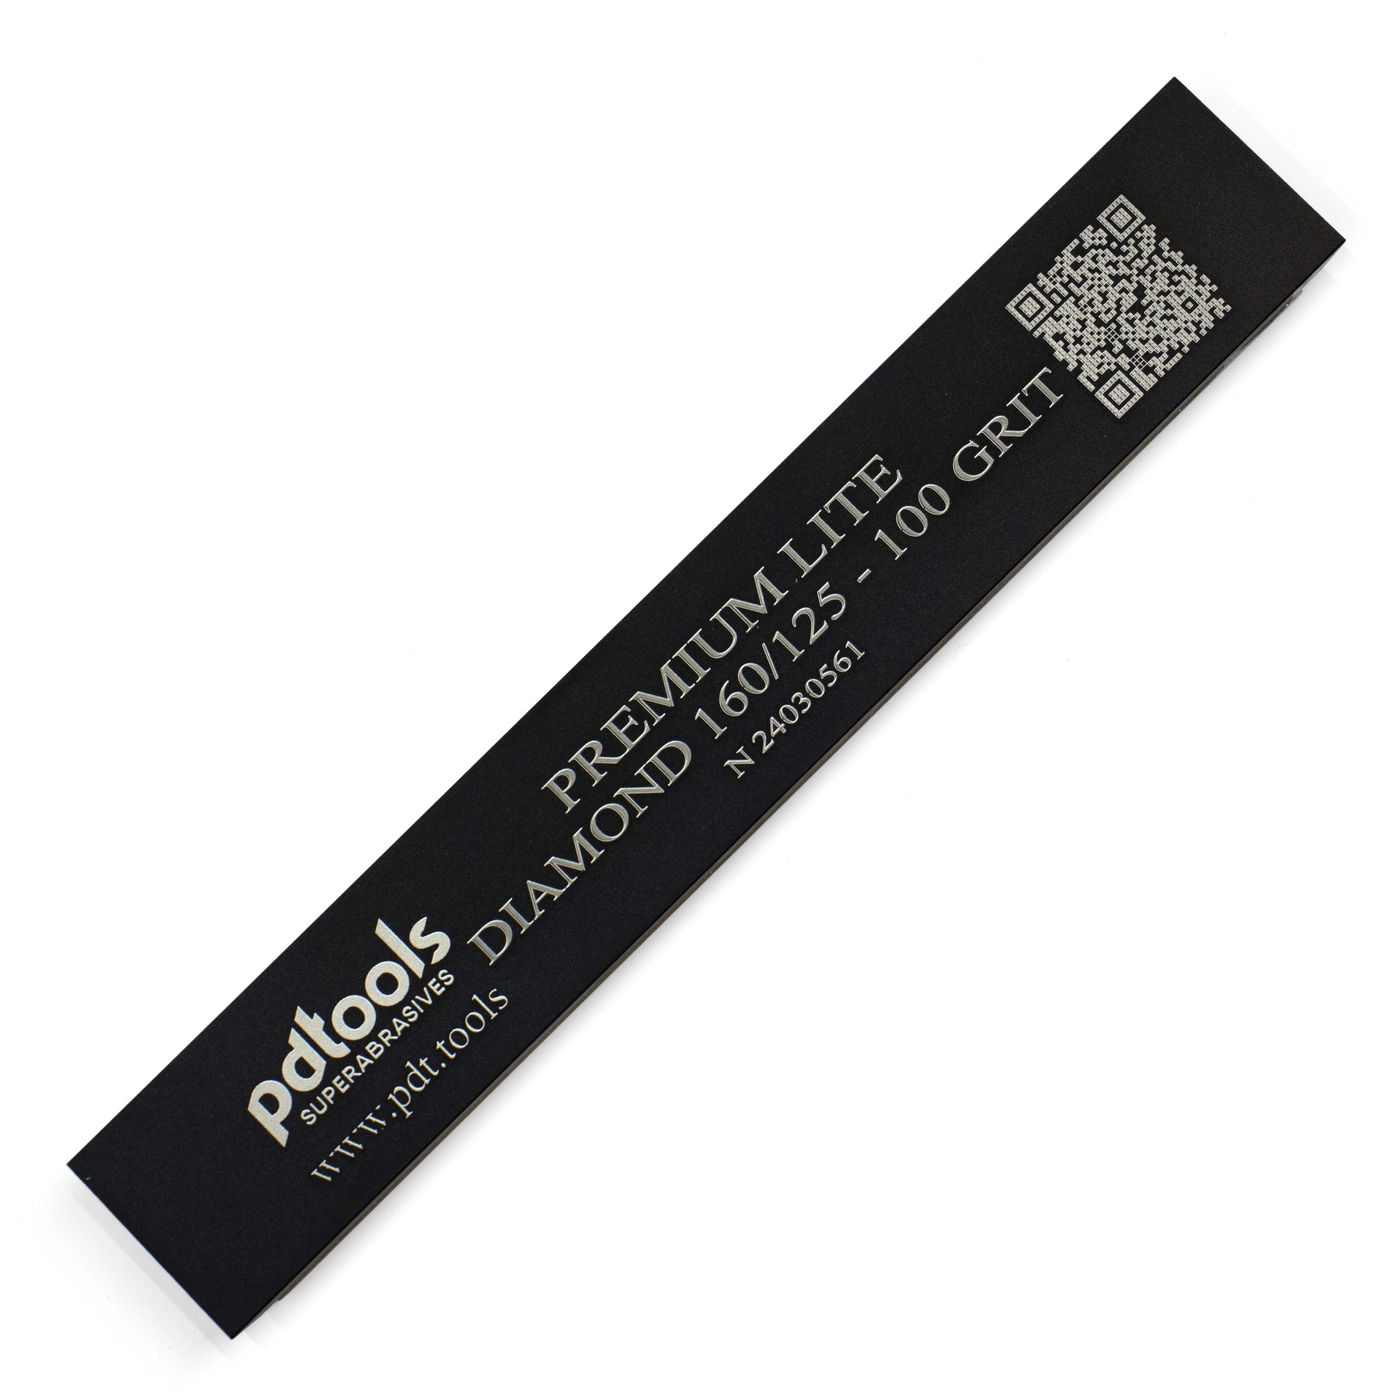 pdtools
SUPERABRASIVES
www.pdt.tools
PREMIUM LITE
DIAMOND 160/125 - 100 GRIT
N 24030561